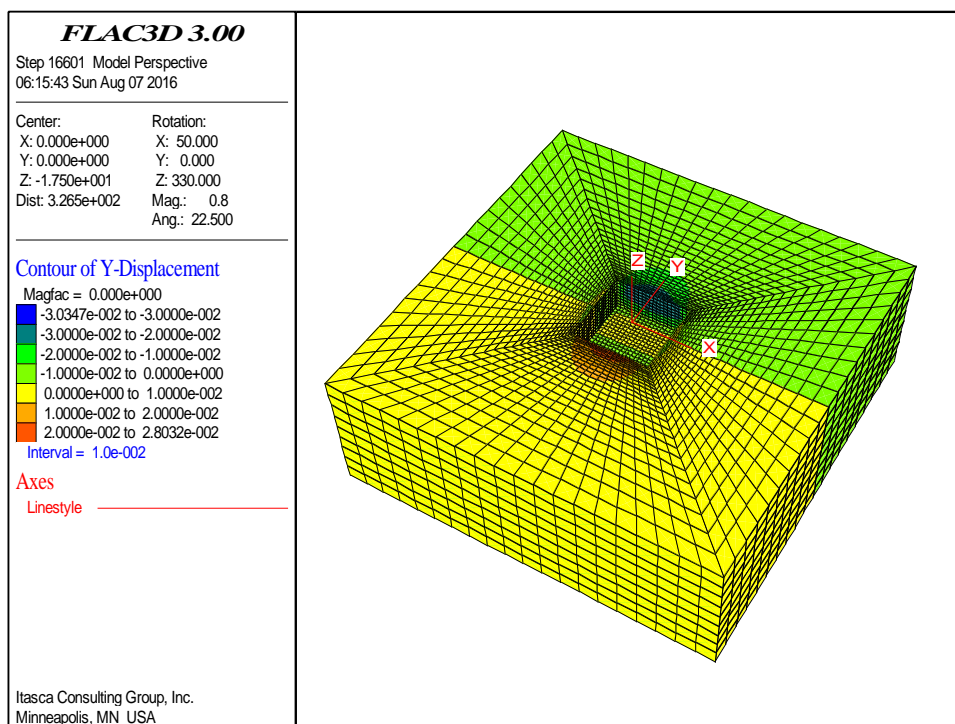 FLAC3D 3.00
Step 16601 Model Perspective
06:15:43 Sun Aug 07 2016
Center: Rotation:
X: 0.000e+000 X: 50.000
Y: 0.000e+000 Y: 0.000
Z: -1.750e+001 Z: 330.000
Dist: 3.265e+002 Mag.: 0.8
Ang.: 22.500
Contour of Y-Displacement
Magfac = 0.000e+000
-3.0347e-002 to -3.0000e-002
-3.0000e-002 to -2.0000e-002
-2.0000e-002 to -1.0000e-002
-1.0000e-002 to 0.0000e+000
0.0000e+000 to 1.0000e-002
1.0000e-002 to 2.0000e-002
2.0000e-002 to 2.8032e-002
Interval = 1.0e-002
Axes
Linestyle
Itasca Consulting Group, Inc.
Minneapolis, MN USA
Z
Y
X